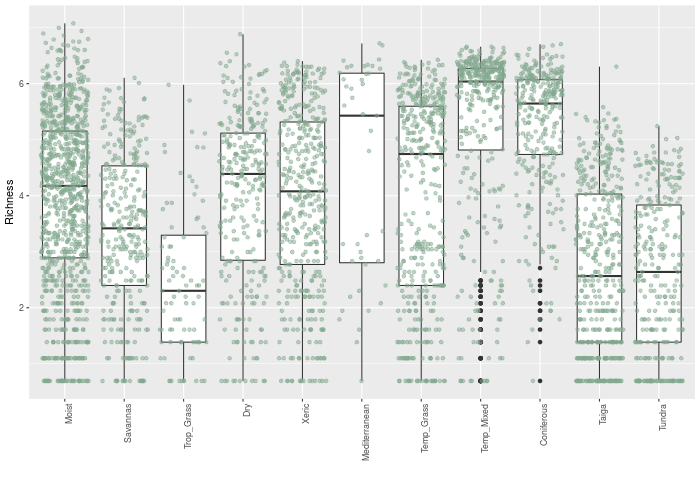 Richness
6
4
2
Moist
Savannas
Trop_Grass
Dry
Xeric
Mediterranean
Temp_Grass
Temp_Mixed
Coniferous
Taiga
Tundra